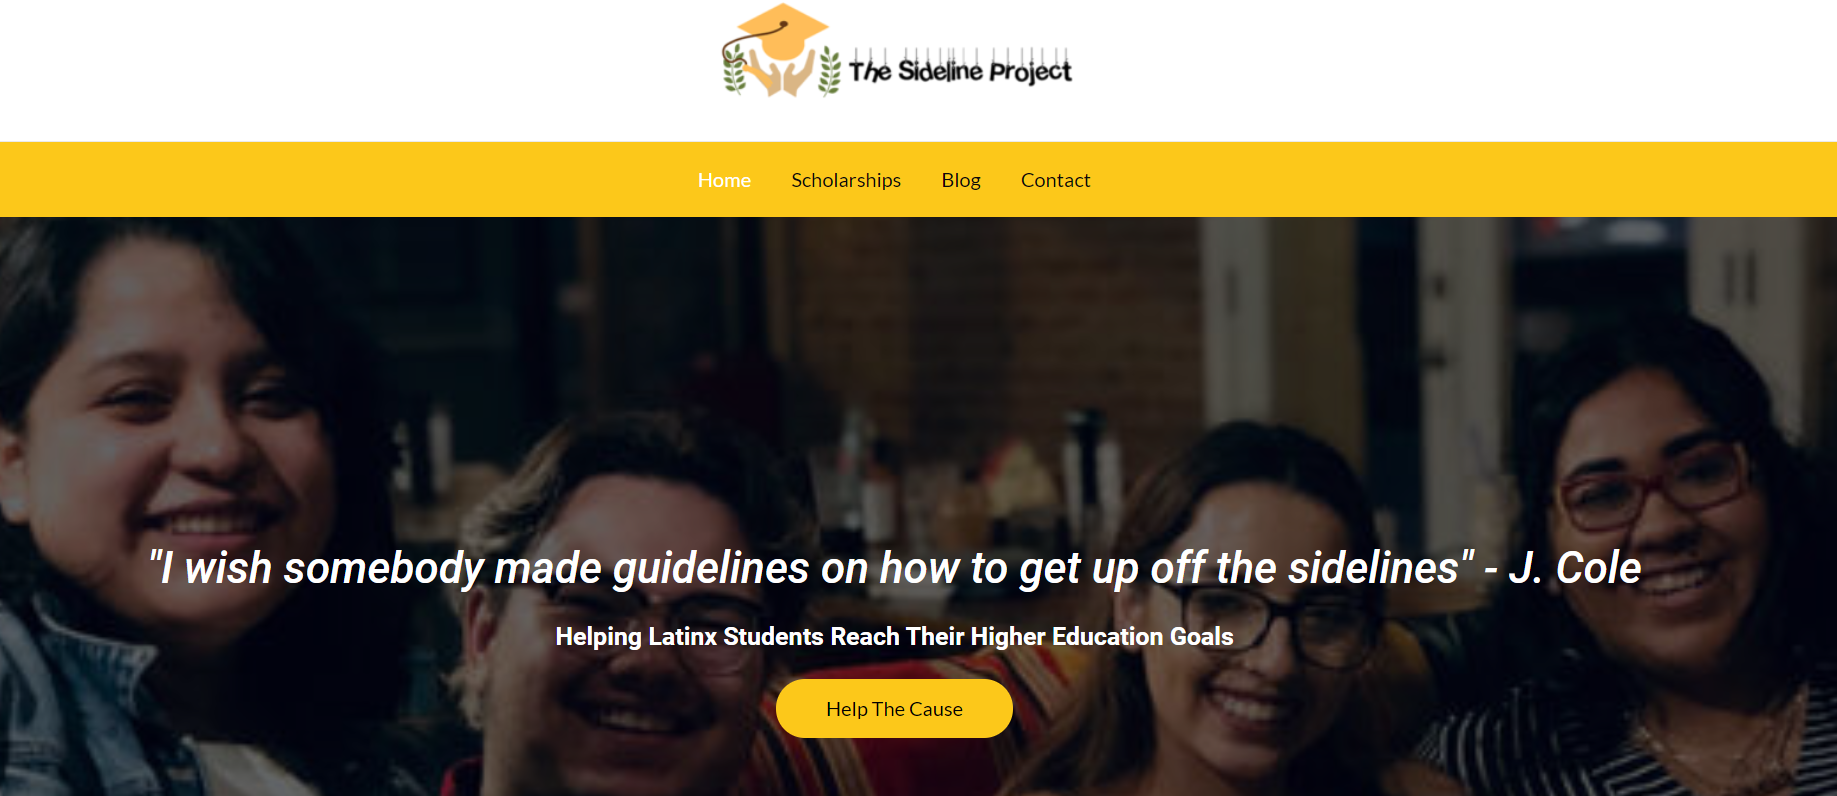 The Sideline Project
Home Scholarships Blog Contact
"I wish somebody made guidelines on how to get up off the sidelines" - J. Cole
Helping Latinx Students Reach Their Higher Education Goals
Help The Cause